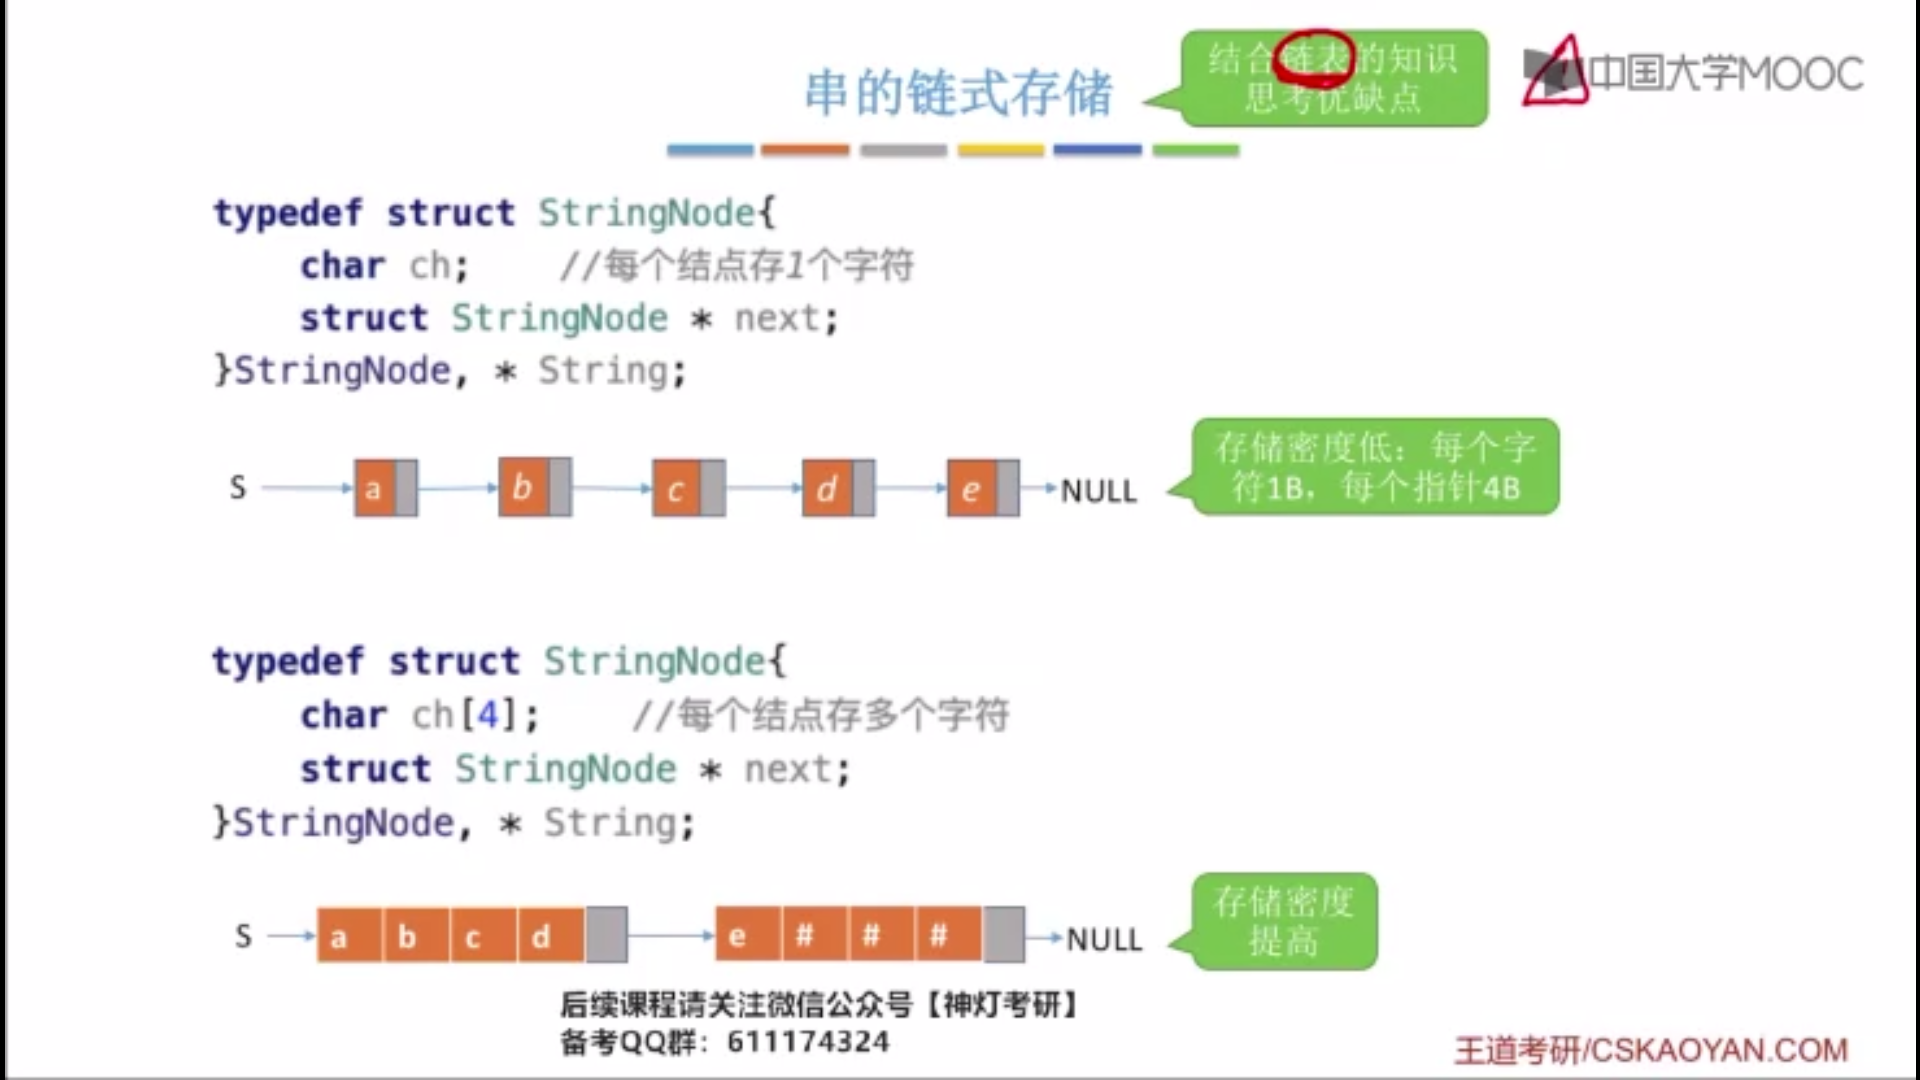 串的链式存储
结合链表的知识
思考优缺点
中国大学MOOC
typedef struct StringNode{
char ch; //每个结点存1个字符
struct StringNode * next;
}StringNode, * String;
S a b c d e NULL
存储密度低：每个字
符1B，每个指针4B
typedef struct StringNode{
char ch[4]; //每个结点存多个字符
struct StringNode * next;
}StringNode, * String;
S a b c d e # # # NULL
存储密度
提高
后续课程请关注微信公众号【神灯考研】
备考QQ群：611174324
王道考研/CSKAOYAN.COM